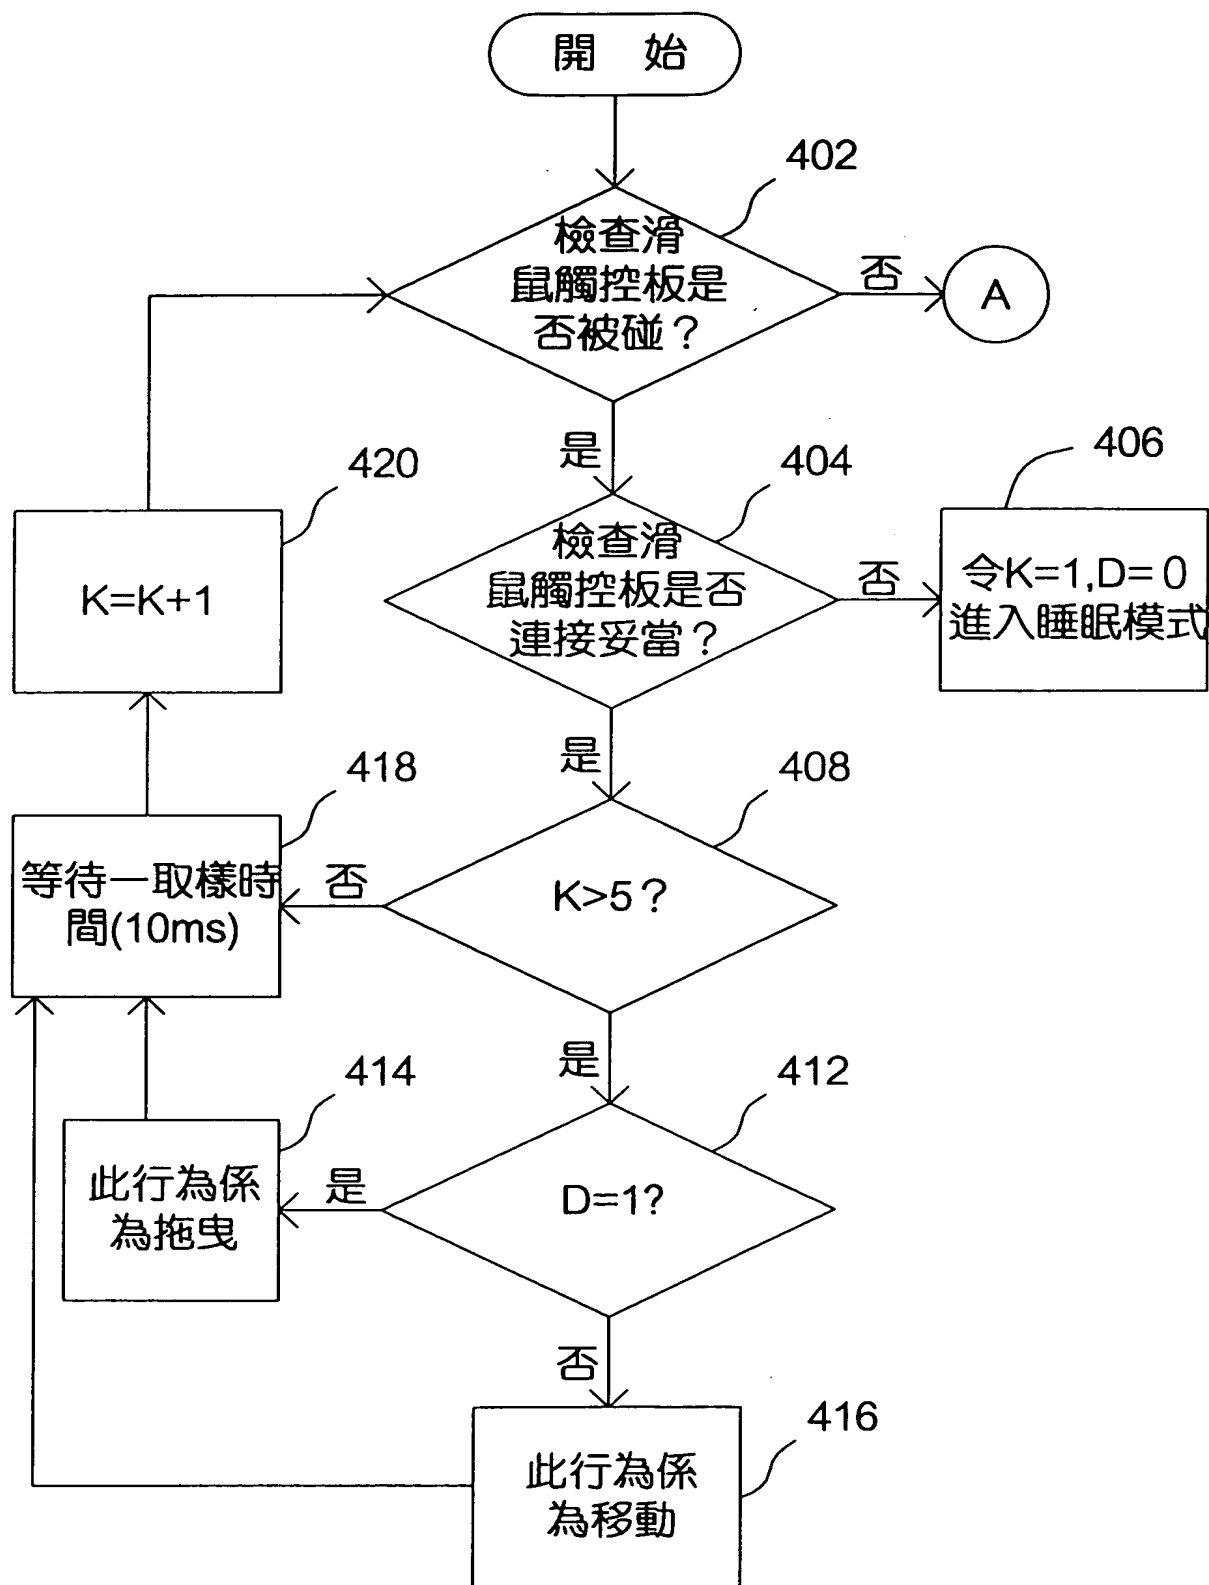 開 始
402
檢查滑
鼠觸控板是
否被碰？
否
A
是
404
檢查滑
鼠觸控板是否
連接妥當？
否
406
令K=1,D=0
進入睡眠模式
420
K=K+1
是
408
K>5？
否
418
等待一取樣時
間(10ms)
是
412
D=1?
是
414
此行為係
為拖曳
否
416
此行為係
為移動